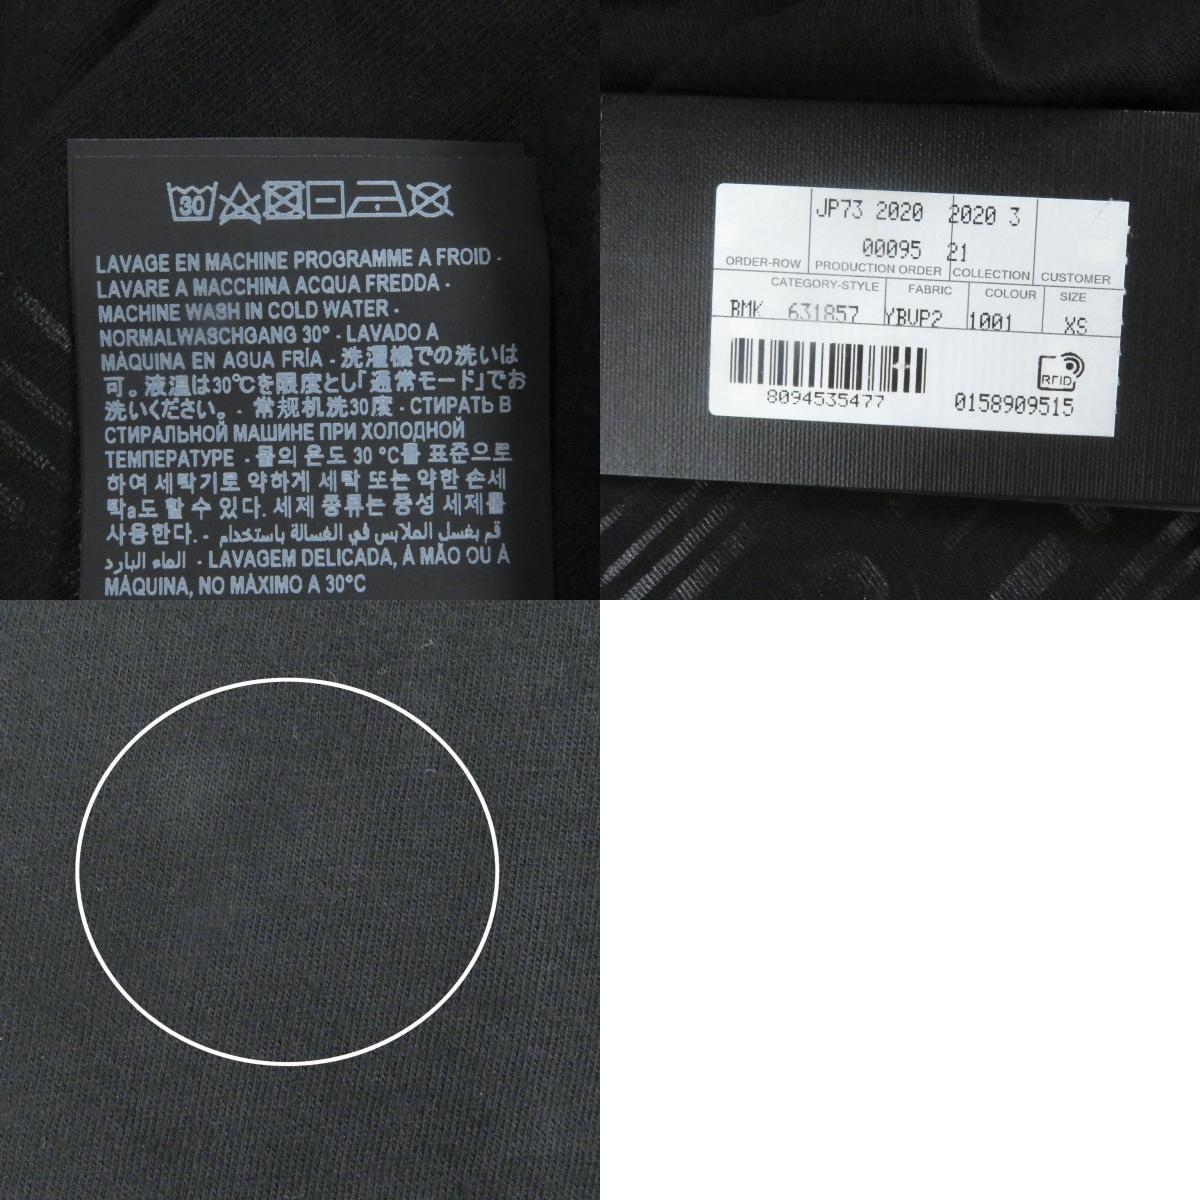 30
LAVAGE EN MACHINE PROGRAMME A FROID -
LAVARE A MACCHINA ACQUA FREDDA -
MACHINE WASH IN COLD WATER -
NORMALWASCHGANG 30° - LAVADO A
MÁQUINA EN AGUA FRÍA - 洗濯機での洗いは
可。液温は30℃を限度とし「通常モード」でお
洗いください。 - 常规机洗30度 - СТИРАТЬ В
СТИРАЛЬНОЙ МАШИНЕ ПРИ ХОЛОДНОЙ
ТЕМПЕРАТУРЕ - 물의 온도 30 °C를 표준으로
하여 세탁기로 약하게 세탁 또는 약한 손세
탁a도 할 수 있다. 세제 종류는 중성 세제를
사용한다. - قم بغسل الملابس في الغسالة باستخدام
الماء البارد - LAVAGEM DELICADA, À MÃO OU À
MÁQUINA, NO MÁXIMO A 30°C
JP73 2020 2020 3
00095 21
ORDER-ROW PRODUCTION ORDER COLLECTION CUSTOMER
CATEGORY-STYLE FABRIC COLOUR SIZE
BMK 631857 YBUP2 1001 XS
RFID
8094535477 0158909515